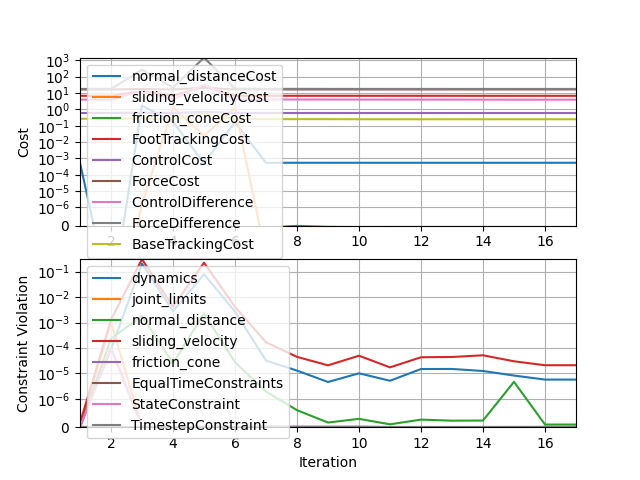 10³
10²
10¹
10⁰
10⁻¹
10⁻²
10⁻³
10⁻⁴
10⁻⁵
10⁻⁶
0
Cost
normal_distanceCost
sliding_velocityCost
friction_coneCost
FootTrackingCost
ControlCost
ForceCost
ControlDifference
ForceDifference
BaseTrackingCost
2 4 6 8 10 12 14 16
10⁻¹
10⁻²
10⁻³
10⁻⁴
10⁻⁵
10⁻⁶
0
Constraint Violation
dynamics
joint_limits
normal_distance
sliding_velocity
friction_cone
EqualTimeConstraints
StateConstraint
TimestepConstraint
2 4 6 8 10 12 14 16
Iteration